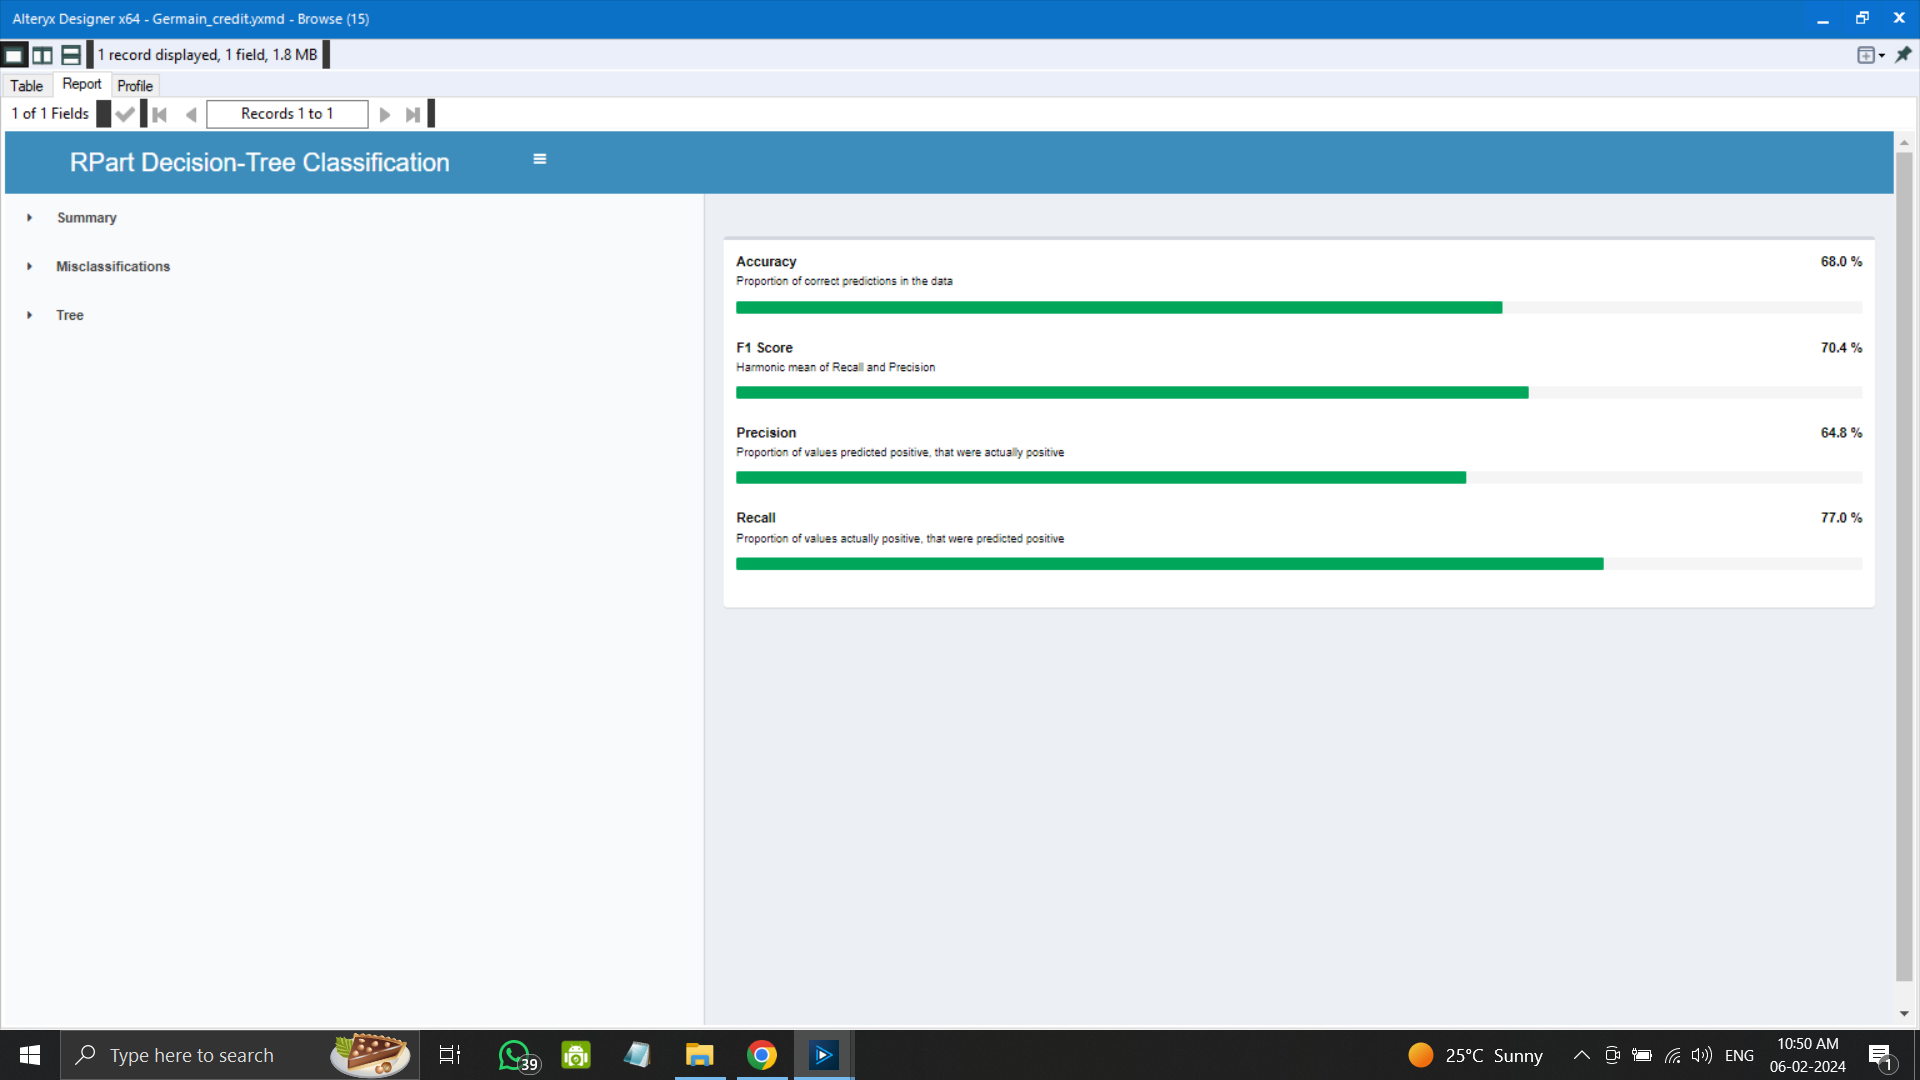 Alteryx Designer x64 - Germain_credit.yxmd - Browse (15)
1 record displayed, 1 field, 1.8 MB
Table Report Profile
1 of 1 Fields Records 1 to 1
RPart Decision-Tree Classification
Summary
Misclassifications
Tree
Accuracy 68.0 %
Proportion of correct predictions in the data
F1 Score 70.4 %
Harmonic mean of Recall and Precision
Precision 64.8 %
Proportion of values predicted positive, that were actually positive
Recall 77.0 %
Proportion of values actually positive, that were predicted positive
Type here to search
39
25°C Sunny
ENG
10:50 AM
06-02-2024
1